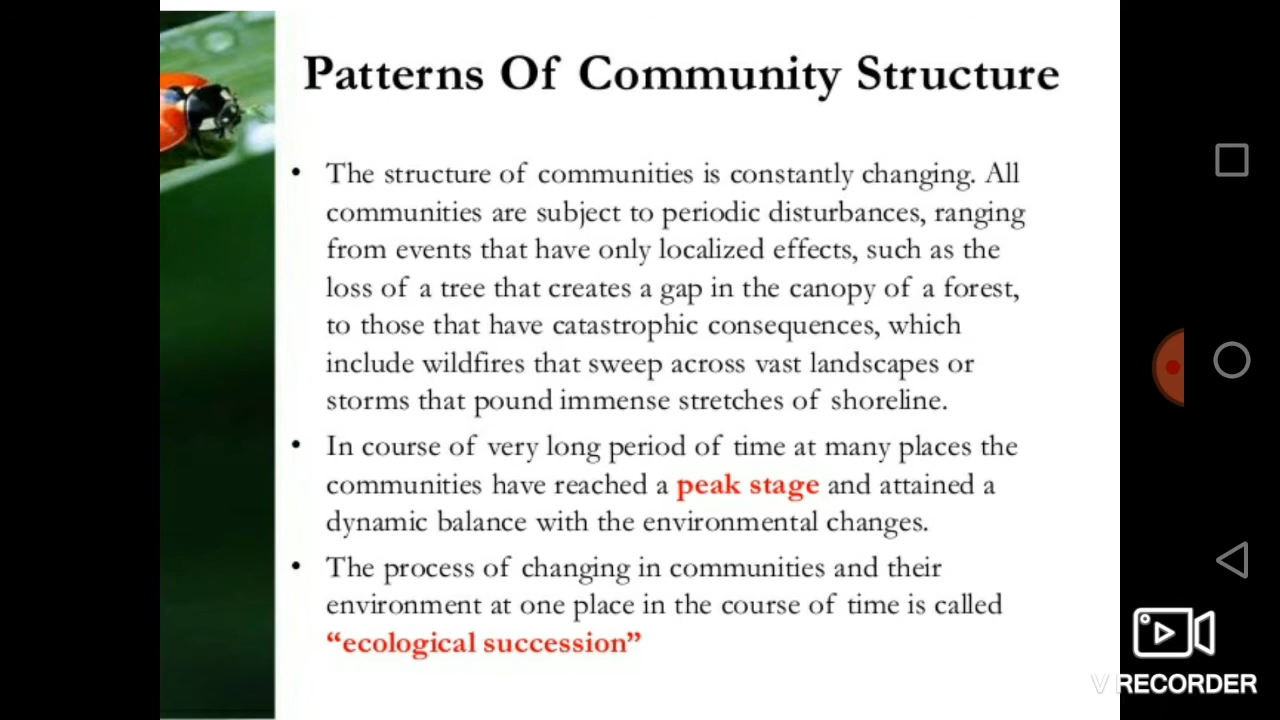 Patterns Of Community Structure
• The structure of communities is constantly changing. All
communities are subject to periodic disturbances, ranging
from events that have only localized effects, such as the
loss of a tree that creates a gap in the canopy of a forest,
to those that have catastrophic consequences, which
include wildfires that sweep across vast landscapes or
storms that pound immense stretches of shoreline.
• In course of very long period of time at many places the
communities have reached a peak stage and attained a
dynamic balance with the environmental changes.
• The process of changing in communities and their
environment at one place in the course of time is called
“ecological succession”
V RECORDER